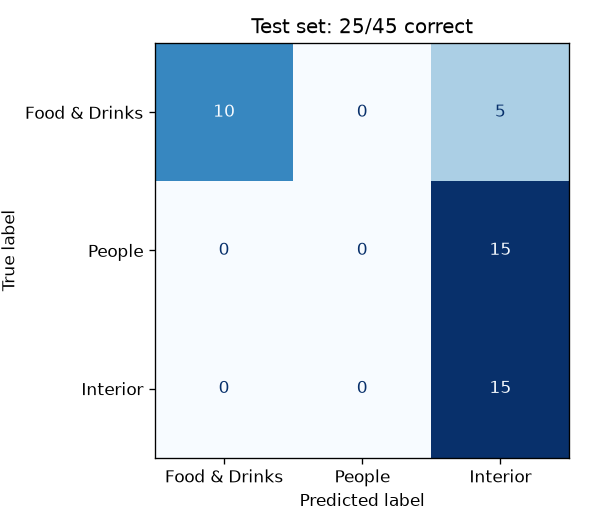 Test set: 25/45 correct
Food & Drinks 10 0 5
People 0 0 15
Interior 0 0 15
Food & Drinks People Interior
Predicted label
True label